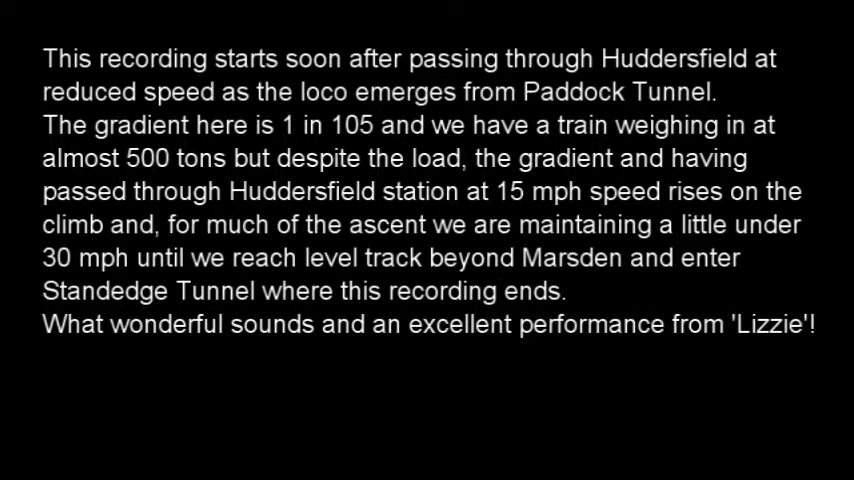 This recording starts soon after passing through Huddersfield at
reduced speed as the loco emerges from Paddock Tunnel.
The gradient here is 1 in 105 and we have a train weighing in at
almost 500 tons but despite the load, the gradient and having
passed through Huddersfield station at 15 mph speed rises on the
climb and, for much of the ascent we are maintaining a little under
30 mph until we reach level track beyond Marsden and enter
Standedge Tunnel where this recording ends.
What wonderful sounds and an excellent performance from 'Lizzie'!